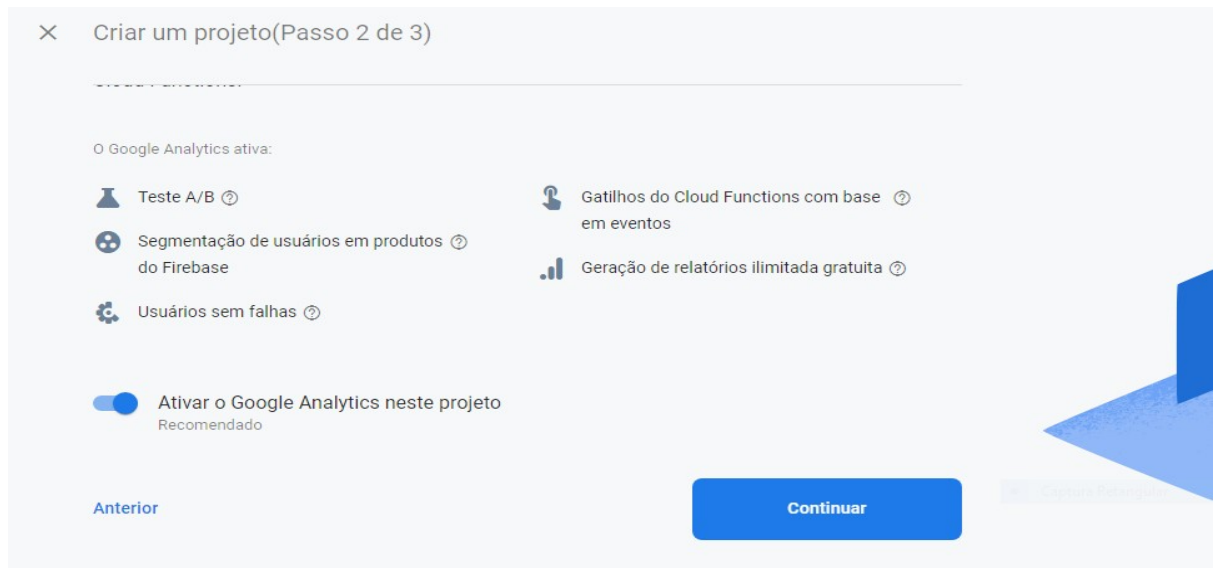 Criar um projeto(Passo 2 de 3)
O Google Analytics ativa:
Teste A/B
Segmentação de usuários em produtos
do Firebase
Usuários sem falhas
Gatilhos do Cloud Functions com base
em eventos
Geração de relatórios ilimitada gratuita
Ativar o Google Analytics neste projeto
Recomendado
Anterior
Continuar